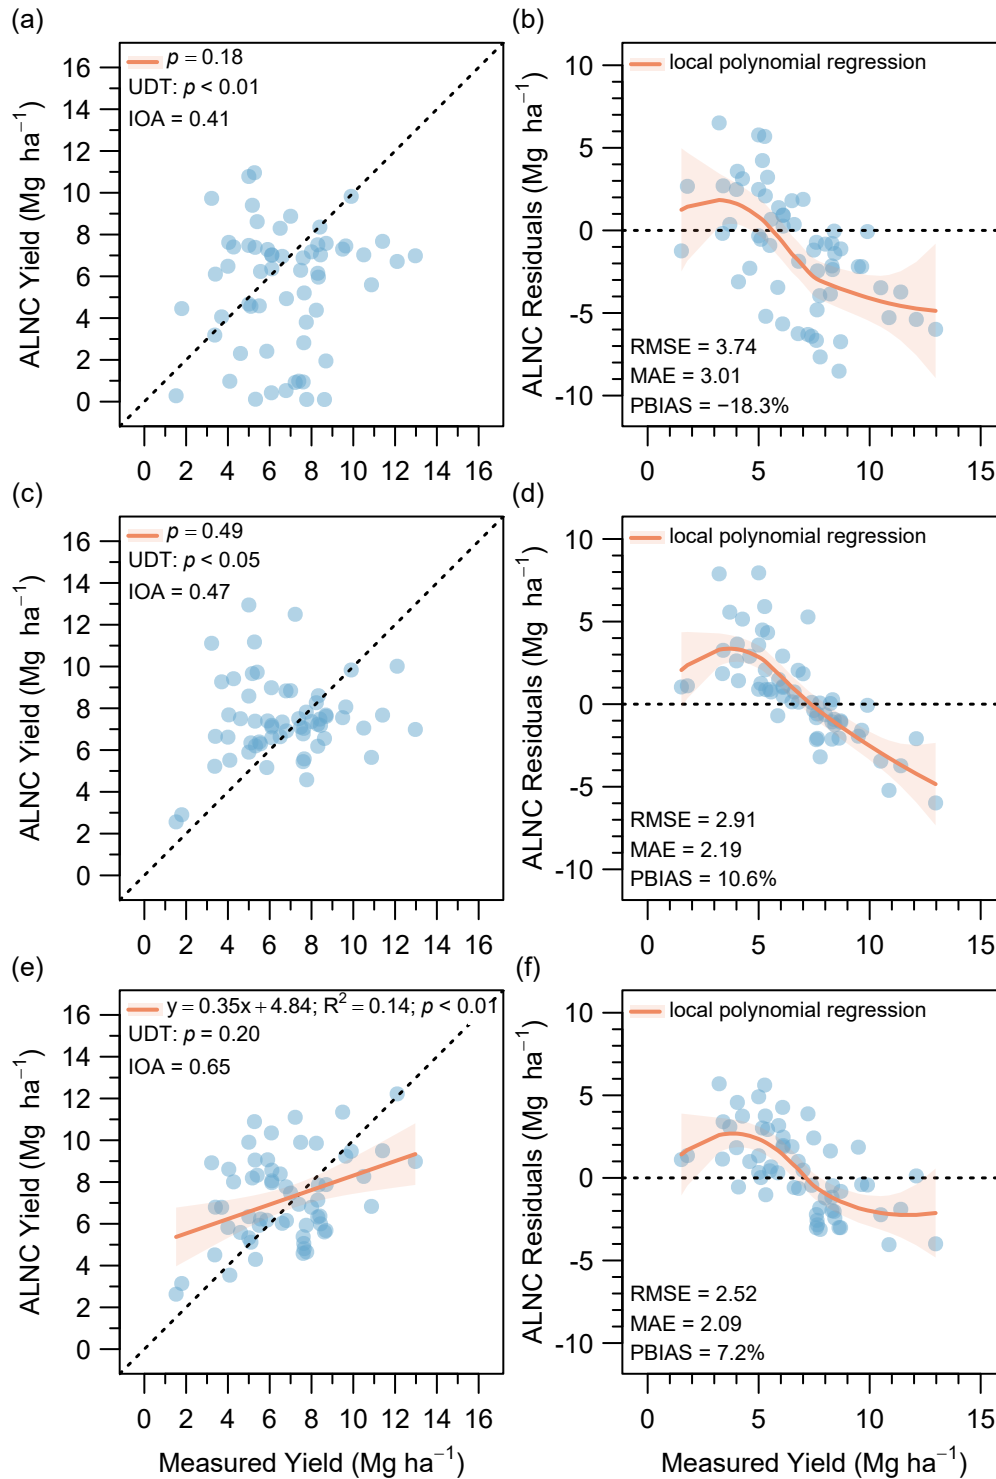 (a)
(b)
p = 0.18
UDT: p < 0.01
IOA = 0.41
ALNC Yield (Mg ha⁻¹)
16
14
12
10
8
6
4
2
0
0 2 4 6 8 10 12 14 16
local polynomial regression
ALNC Residuals (Mg ha⁻¹)
10
5
0
-5
-10
RMSE = 3.74
MAE = 3.01
PBIAS = −18.3%
0 5 10 15
(c)
(d)
p = 0.49
UDT: p < 0.05
IOA = 0.47
ALNC Yield (Mg ha⁻¹)
16
14
12
10
8
6
4
2
0
0 2 4 6 8 10 12 14 16
local polynomial regression
ALNC Residuals (Mg ha⁻¹)
10
5
0
-5
-10
RMSE = 2.91
MAE = 2.19
PBIAS = 10.6%
0 5 10 15
(e)
(f)
y = 0.35x + 4.84; R² = 0.14; p < 0.01
UDT: p = 0.20
IOA = 0.65
ALNC Yield (Mg ha⁻¹)
16
14
12
10
8
6
4
2
0
0 2 4 6 8 10 12 14 16
Measured Yield (Mg ha⁻¹)
local polynomial regression
ALNC Residuals (Mg ha⁻¹)
10
5
0
-5
-10
RMSE = 2.52
MAE = 2.09
PBIAS = 7.2%
0 5 10 15
Measured Yield (Mg ha⁻¹)